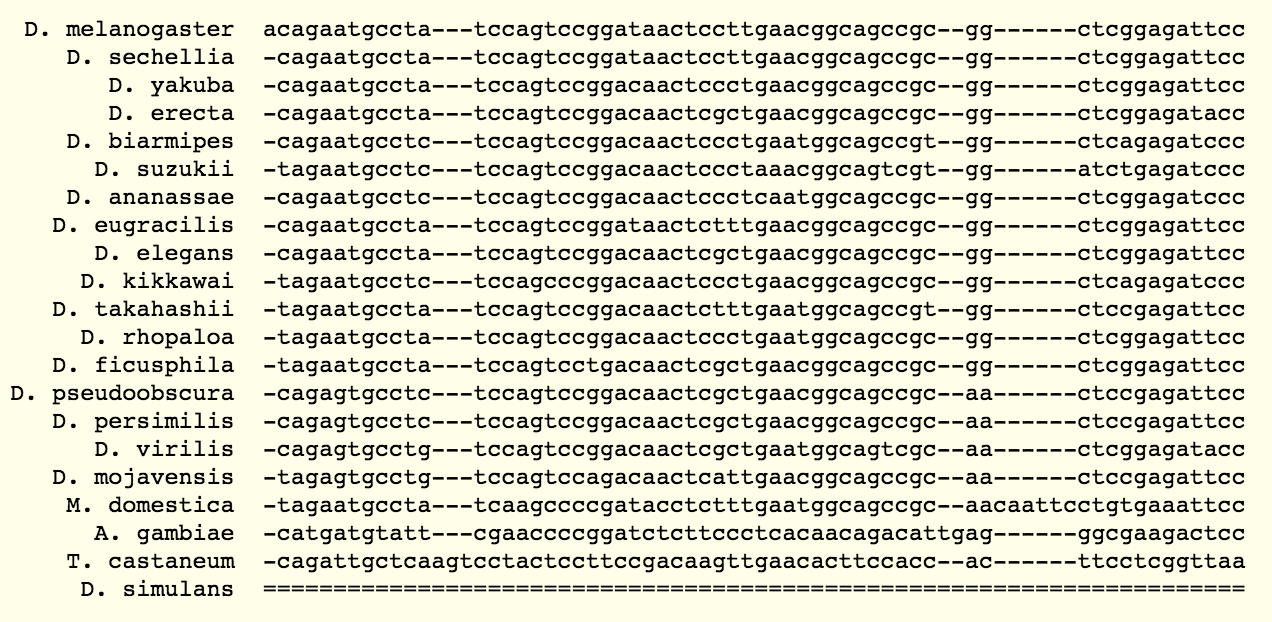 D. melanogaster acagaatgccta---tccagtccggataactccttgaacggcagccgc--gg------ctcggagattcc
D. sechellia -cagaatgccta---tccagtccggataactccttgaacggcagccgc--gg------ctcggagattcc
D. yakuba -cagaatgccta---tccagtccggacaactccctgaacggcagccgc--gg------ctcggagattcc
D. erecta -cagaatgccta---tccagtccggacaactcgctgaacggcagccgc--gg------ctcggagatacc
D. biarmipes -cagaatgcctc---tccagtccggacaactccctgaatggcagccgt--gg------ctcagagatccc
D. suzukii -tagaatgcctc---tccagtccggacaactccctaaacggcagtcgt--gg------atctgagatccc
D. ananassae -cagaatgcctc---tccagtccggacaactccctcaatggcagccgc--gg------ctcggagatccc
D. eugracilis -cagaatgccta---tccagtccggataactctttgaacggcagccgc--gg------ctcggagattcc
D. elegans -cagaatgccta---tccagtccggacaactcgctgaacggcagccgc--gg------ctcggagattcc
D. kikkawai -tagaatgcctc---tccagcccggacaactccctgaacggcagccgc--gg------ctcagagatccc
D. takahashii -tagaatgccta---tccagtccggacaactctttgaatggcagccgt--gg------ctccgagattcc
D. rhopaloa -tagaatgccta---tccagtccggacaactccctgaatggcagccgc--gg------ctcggagattcc
D. ficusphila -tagaatgccta---tccagtcctgacaactcgctgaacggcagccgc--gg------ctcggagattcc
D. pseudoobscura -cagagtgcctc---tccagtccggacaactcgctgaacggcagccgc--aa------ctccgagattcc
D. persimilis -cagagtgcctc---tccagtccggacaactcgctgaacggcagccgc--aa------ctccgagattcc
D. virilis -cagagtgcctg---tccagtccggacaactcgctgaatggcagtcgc--aa------ctcggagatacc
D. mojavensis -tagagtgcctg---tccagtccagacaactcattgaacggcagccgc--aa------ctccgagattcc
M. domestica -tagaatgccta---tcaagccccgatacctctttgaatggcagccgc--aacaattcctgtgaaattcc
A. gambiae -catgatgtatt---cgaaccccggatctcttccctcacaacagacattgag------ggcgaagactcc
T. castaneum -cagattgctcaagtcctactccttccgacaagttgaacacttccacc--ac------ttcctcggttaa
D. simulans ======================================================================